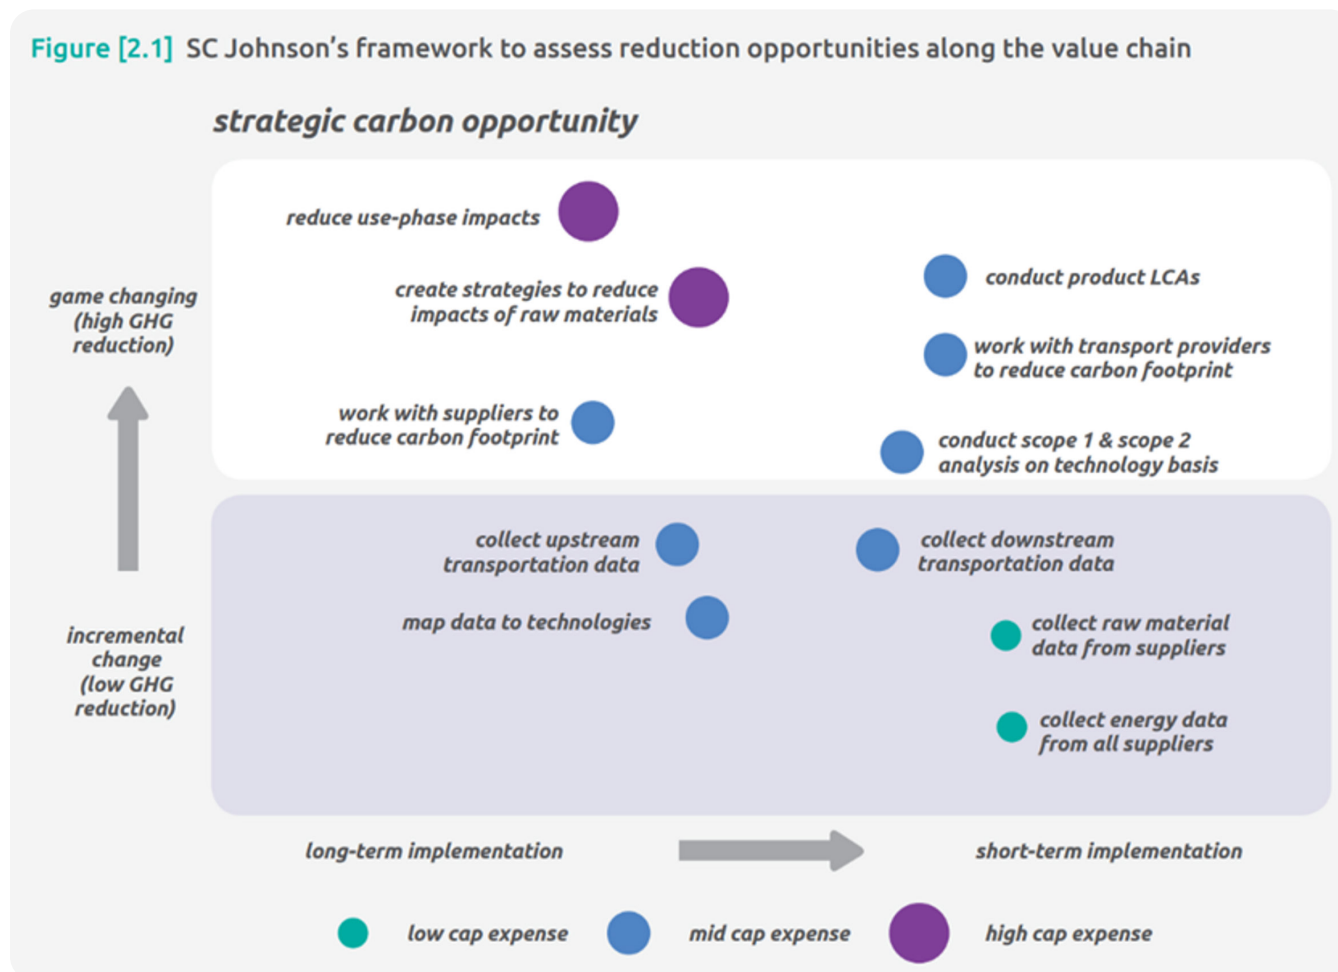 Figure [2.1] SC Johnson's framework to assess reduction opportunities along the value chain
strategic carbon opportunity
reduce use-phase impacts
create strategies to reduce
impacts of raw materials
conduct product LCAs
game changing
(high GHG
reduction)
work with transport providers
to reduce carbon footprint
work with suppliers to
reduce carbon footprint
conduct scope 1 & scope 2
analysis on technology basis
collect upstream
transportation data
collect downstream
transportation data
map data to technologies
incremental
change
(low GHG
reduction)
collect raw material
data from suppliers
collect energy data
from all suppliers
long-term implementation
short-term implementation
low cap expense
mid cap expense
high cap expense